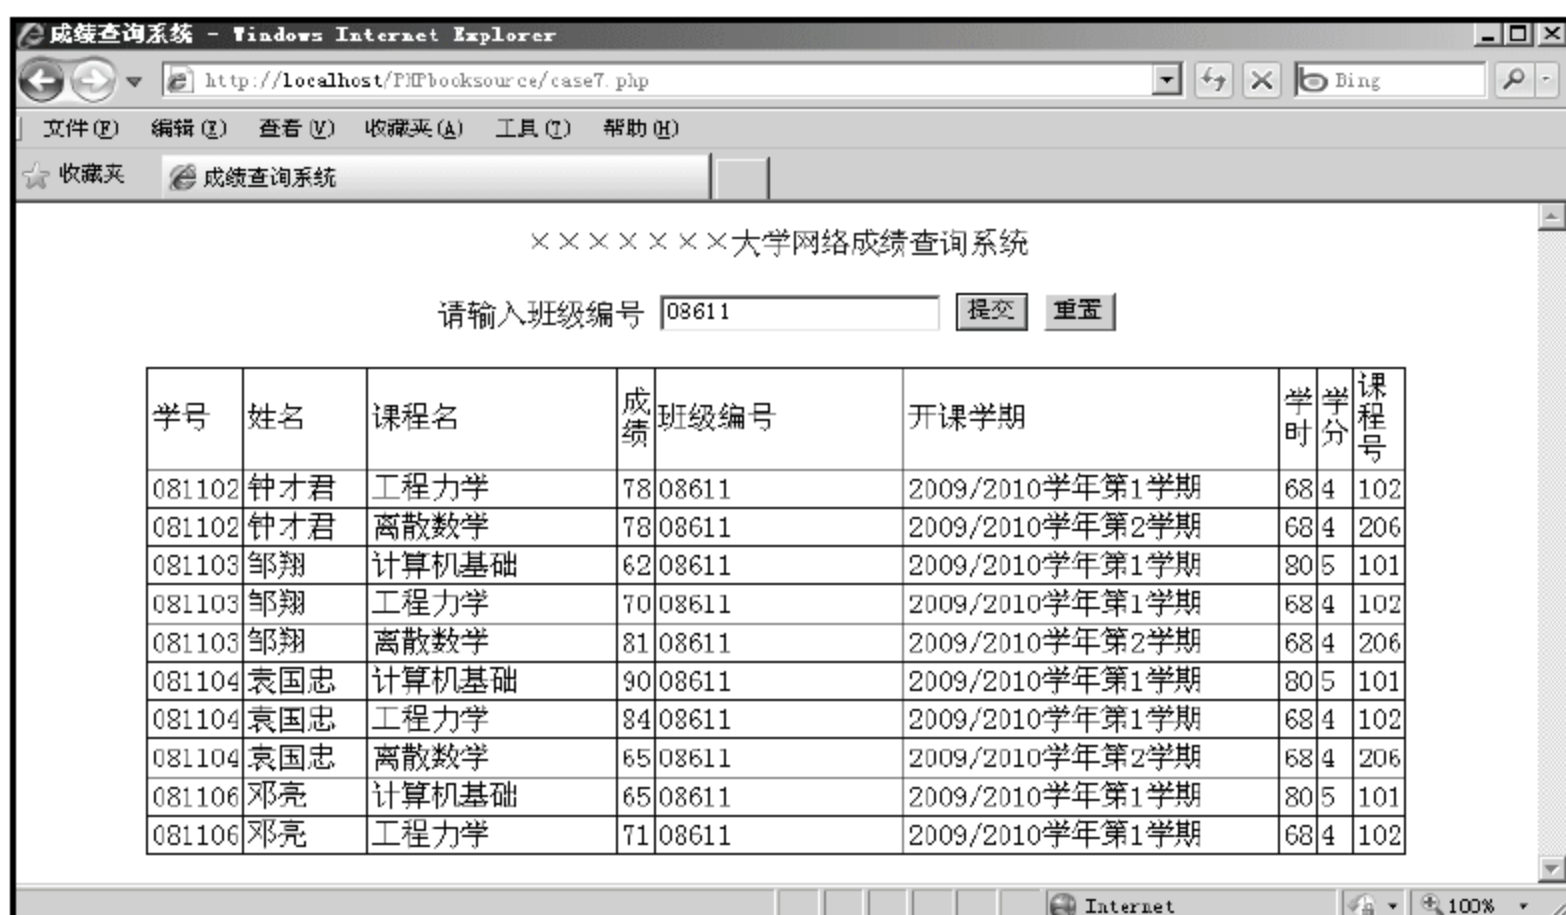 成绩查询系统 - Windows Internet Explorer
http://localhost/PHPbooksource/case7.php
Bing
文件(F) 编辑(E) 查看(V) 收藏夹(A) 工具(T) 帮助(H)
收藏夹 成绩查询系统
×××××××大学网络成绩查询系统
请输入班级编号 08611 提交 重置
学号 姓名 课程名 成绩 班级编号 开课学期 学时 学分 课程号
081102 钟才君 工程力学 78 08611 2009/2010学年第1学期 68 4 102
081102 钟才君 离散数学 78 08611 2009/2010学年第2学期 68 4 206
081103 邹翔 计算机基础 62 08611 2009/2010学年第1学期 80 5 101
081103 邹翔 工程力学 70 08611 2009/2010学年第1学期 68 4 102
081103 邹翔 离散数学 81 08611 2009/2010学年第2学期 68 4 206
081104 袁国忠 计算机基础 90 08611 2009/2010学年第1学期 80 5 101
081104 袁国忠 工程力学 84 08611 2009/2010学年第1学期 68 4 102
081104 袁国忠 离散数学 65 08611 2009/2010学年第2学期 68 4 206
081106 邓亮 计算机基础 65 08611 2009/2010学年第1学期 80 5 101
081106 邓亮 工程力学 71 08611 2009/2010学年第1学期 68 4 102
Internet 100%